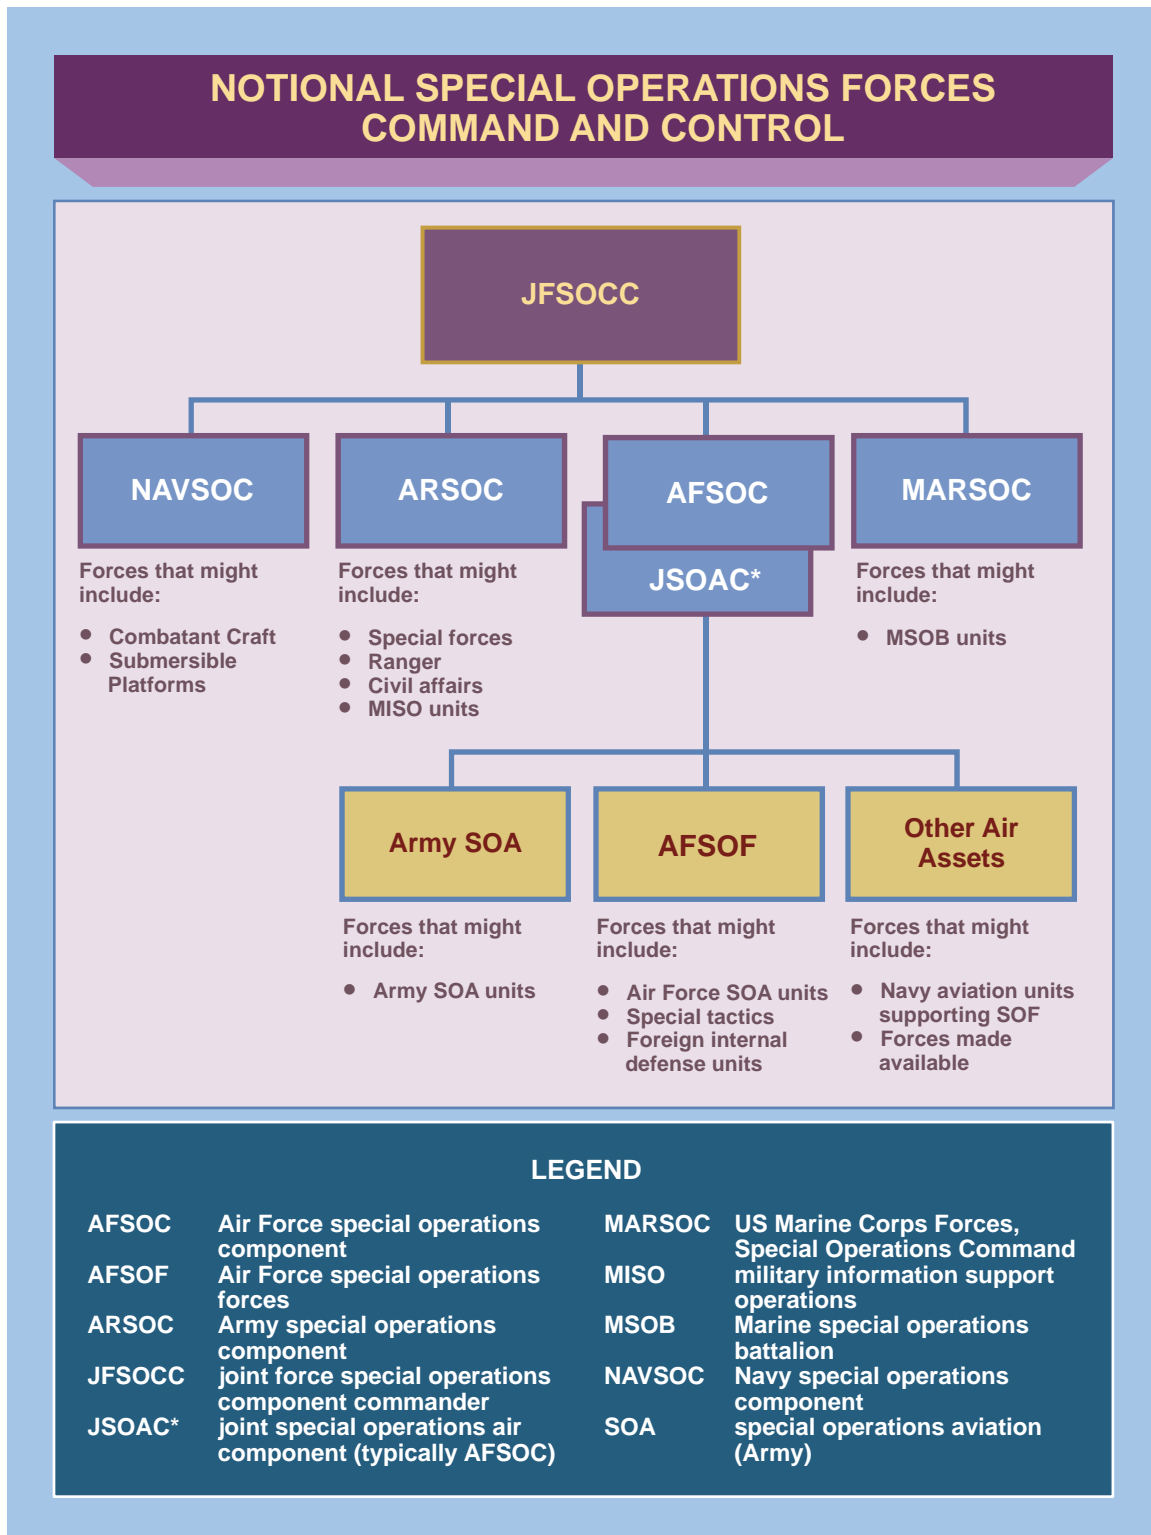 NOTIONAL SPECIAL OPERATIONS FORCES
COMMAND AND CONTROL
JFSOCC
NAVSOC
ARSOC
AFSOC
MARSOC
JSOAC*
Forces that might
include:
● Combatant Craft
● Submersible
Platforms
Forces that might
include:
● Special forces
● Ranger
● Civil affairs
● MISO units
Forces that might
include:
● MSOB units
Army SOA
AFSOF
Other Air
Assets
Forces that might
include:
● Army SOA units
Forces that might
include:
● Air Force SOA units
● Special tactics
● Foreign internal
defense units
Forces that might
include:
● Navy aviation units
supporting SOF
● Forces made
available
LEGEND
AFSOC Air Force special operations
component
AFSOF Air Force special operations
forces
ARSOC Army special operations
component
JFSOCC joint force special operations
component commander
JSOAC* joint special operations air
component (typically AFSOC)
MARSOC US Marine Corps Forces,
Special Operations Command
MISO military information support
operations
MSOB Marine special operations
battalion
NAVSOC Navy special operations
component
SOA special operations aviation
(Army)